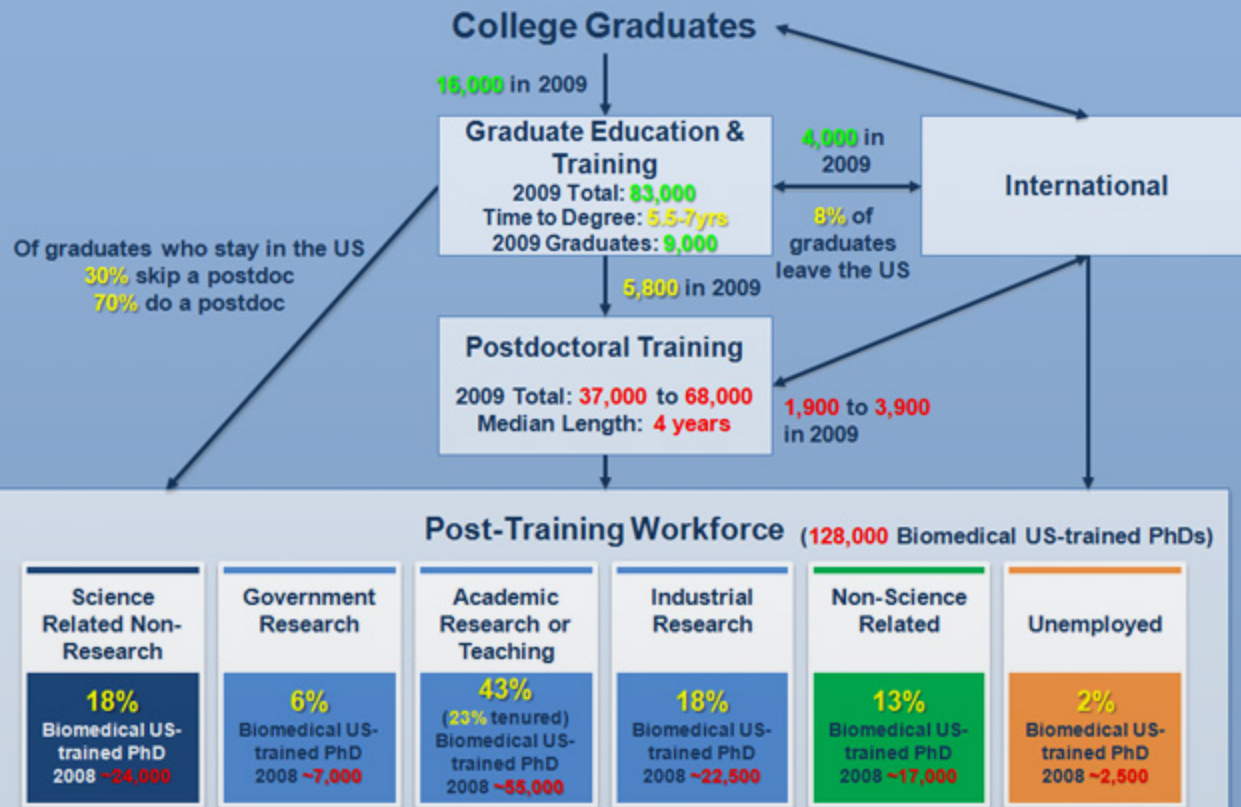 College Graduates
16,000 in 2009
Graduate Education &
Training
2009 Total: 83,000
Time to Degree: 5.5-7yrs
2009 Graduates: 9,000
4,000 in
2009
8% of
graduates
leave the US
International
Of graduates who stay in the US
30% skip a postdoc
70% do a postdoc
5,800 in 2009
Postdoctoral Training
2009 Total: 37,000 to 68,000
Median Length: 4 years
1,900 to 3,900
in 2009
Post-Training Workforce (128,000 Biomedical US-trained PhDs)
Science
Related Non-
Research
18%
Biomedical US-
trained PhD
2008 ~24,000
Government
Research
6%
Biomedical US-
trained PhD
2008 ~7,000
Academic
Research or
Teaching
43%
(23% tenured)
Biomedical US-
trained PhD
2008 ~55,000
Industrial
Research
18%
Biomedical US-
trained PhD
2008 ~22,500
Non-Science
Related
13%
Biomedical US-
trained PhD
2008 ~17,000
Unemployed
2%
Biomedical US-
trained PhD
2008 ~2,500